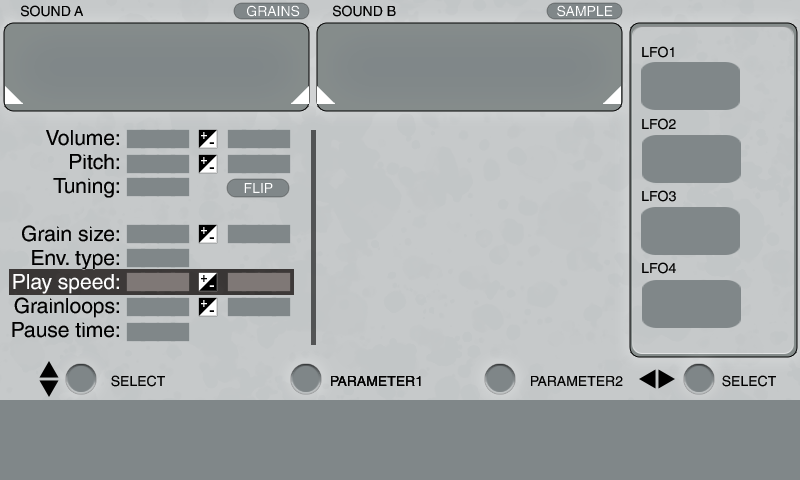 SOUND A GRAINS SOUND B SAMPLE
LFO1
LFO2
LFO3
LFO4
Volume: + -
Pitch: + -
Tuning: FLIP
Grain size: + -
Env. type:
Play speed: + -
Grainloops: + -
Pause time:
SELECT PARAMETER1 PARAMETER2 SELECT